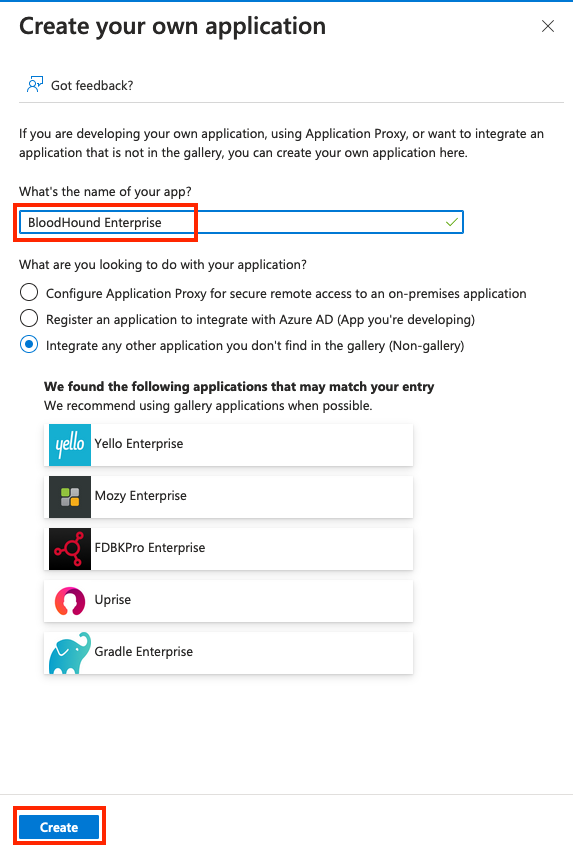 Create your own application
Got feedback?
If you are developing your own application, using Application Proxy, or want to integrate an
application that is not in the gallery, you can create your own application here.
What's the name of your app?
BloodHound Enterprise
What are you looking to do with your application?
Configure Application Proxy for secure remote access to an on-premises application
Register an application to integrate with Azure AD (App you're developing)
Integrate any other application you don't find in the gallery (Non-gallery)
We found the following applications that may match your entry
We recommend using gallery applications when possible.
yello Yello Enterprise
Mozy Enterprise
FDBKPro Enterprise
Uprise
Gradle Enterprise
Create